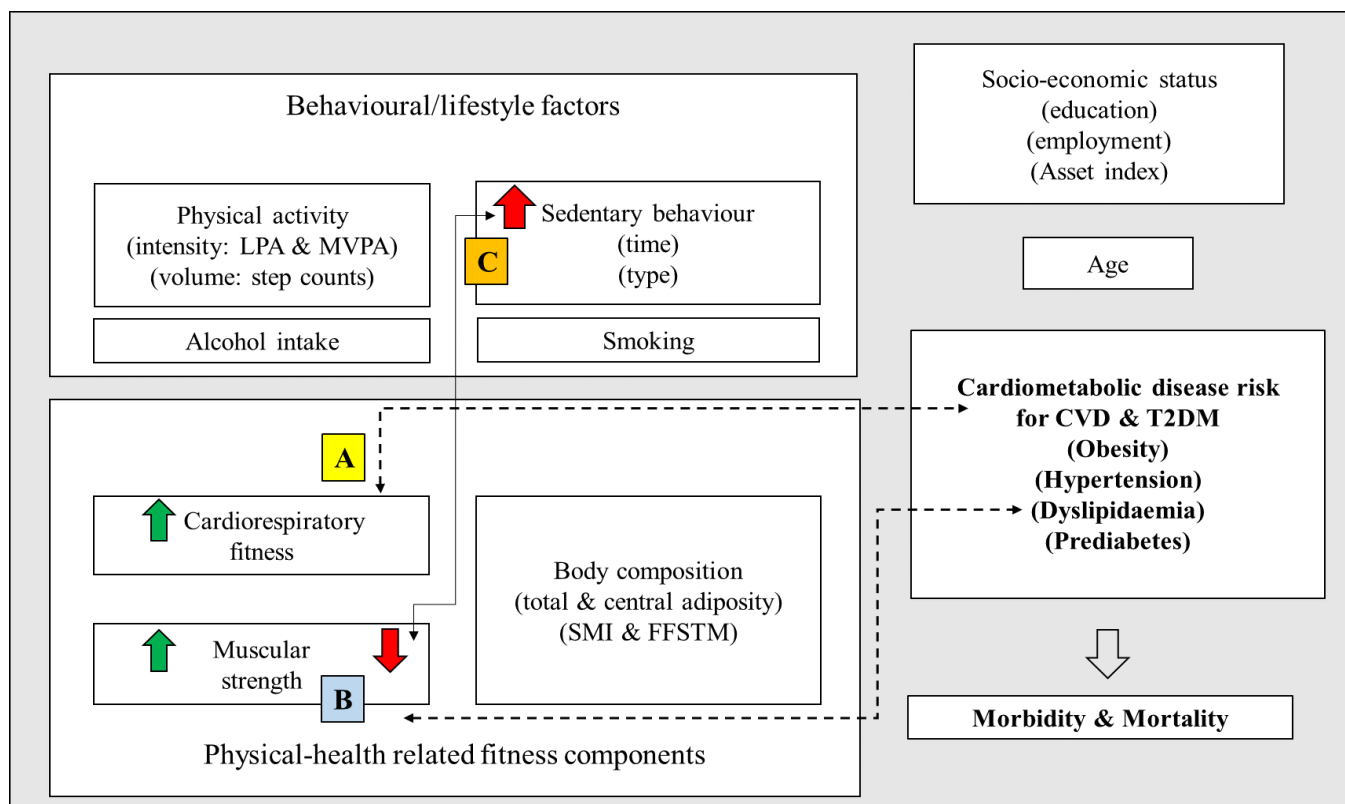 Behavioural/lifestyle factors
Physical activity
(intensity: LPA & MVPA)
(volume: step counts)
C
Sedentary behaviour
(time)
(type)
Alcohol intake
Smoking
A
Cardiorespiratory
fitness
Muscular
strength
B
Body composition
(total & central adiposity)
(SMI & FFSTM)
Physical-health related fitness components
Socio-economic status
(education)
(employment)
(Asset index)
Age
Cardiometabolic disease risk
for CVD & T2DM
(Obesity)
(Hypertension)
(Dyslipidaemia)
(Prediabetes)
Morbidity & Mortality